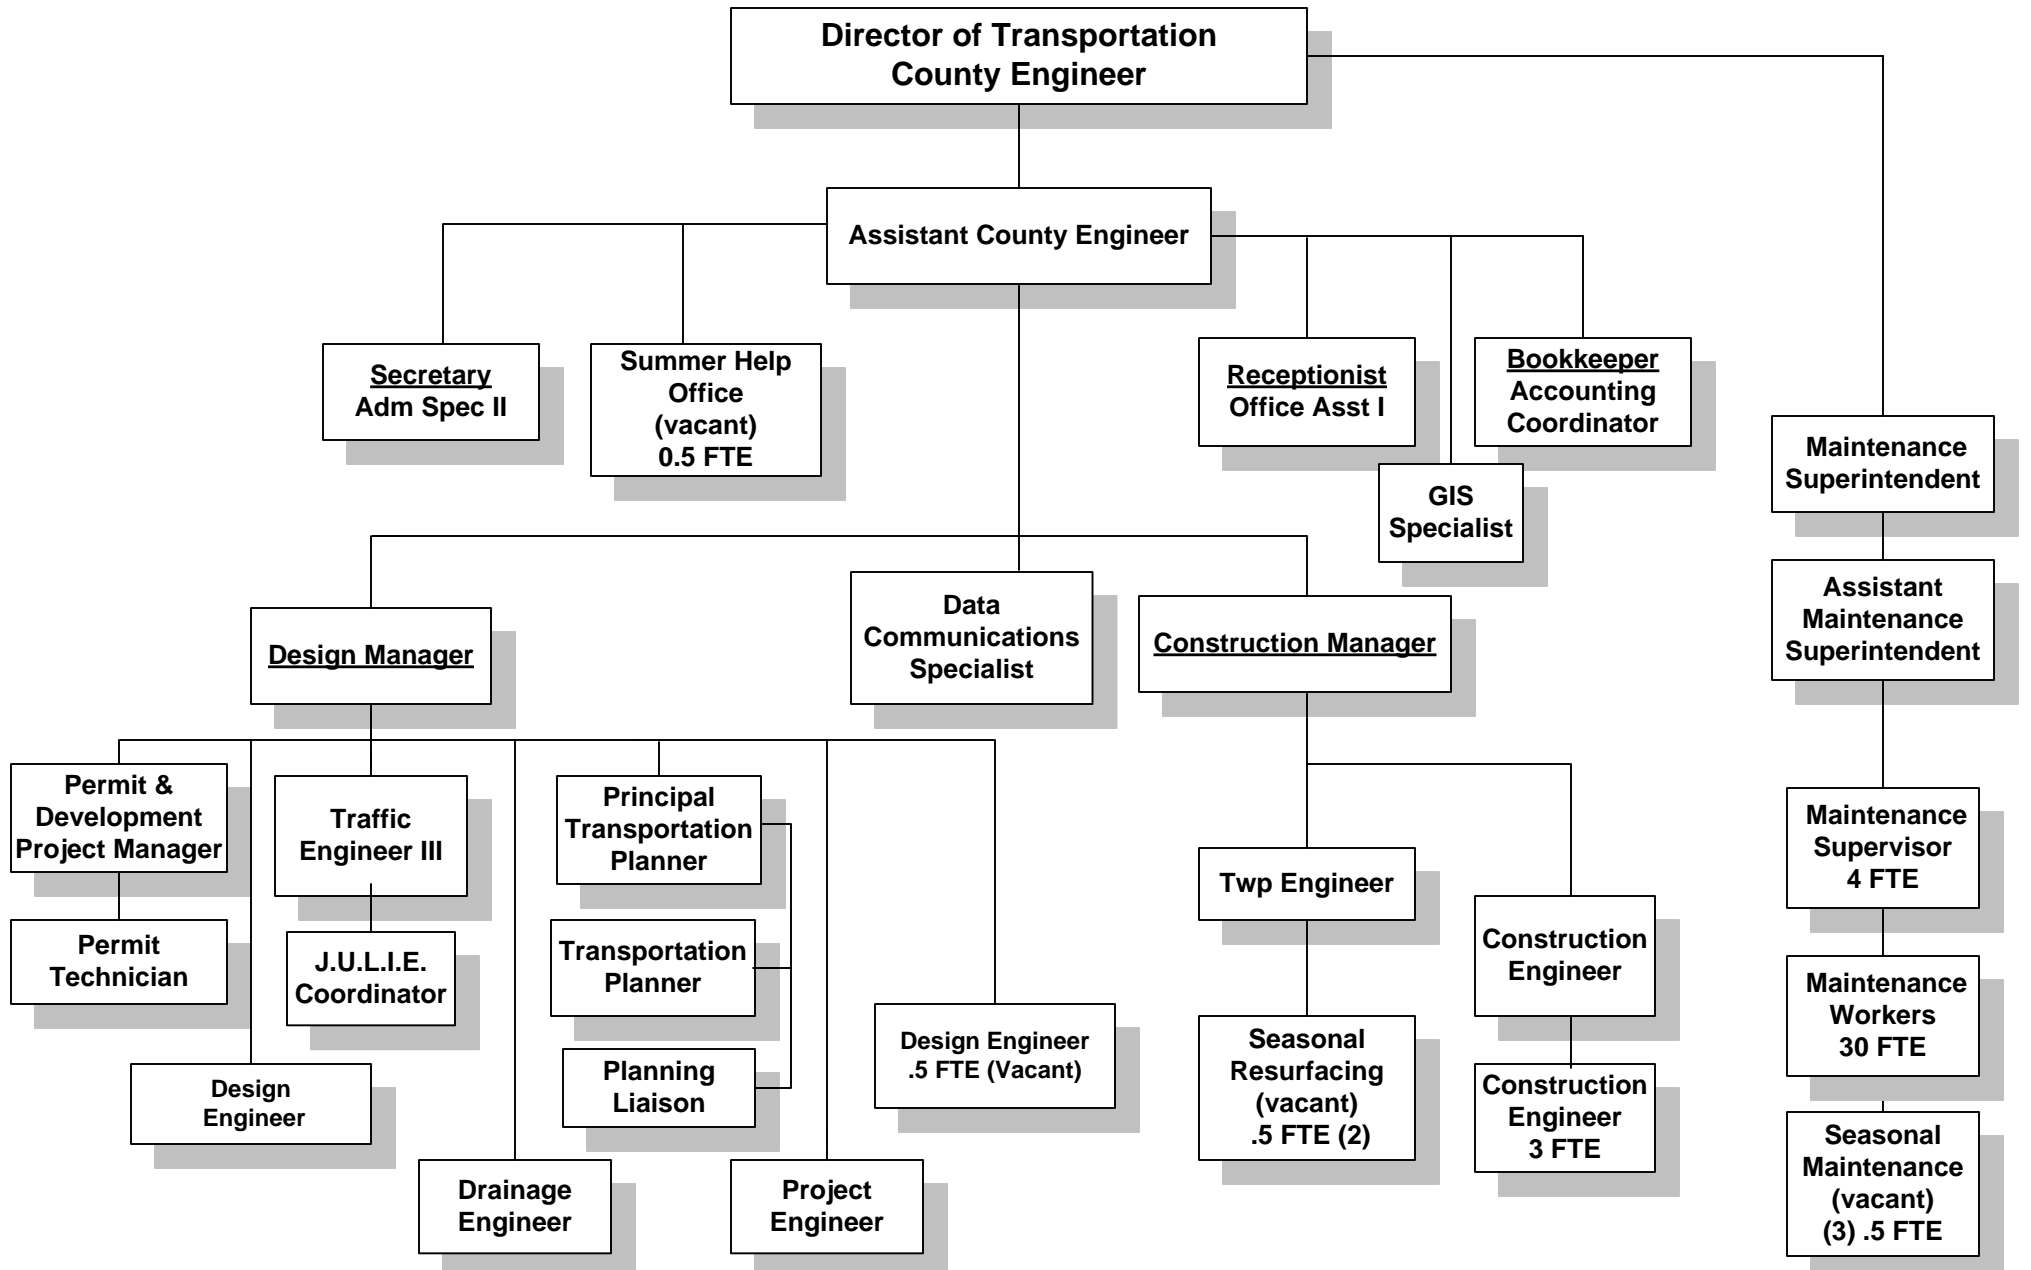 Director of Transportation
County Engineer
Assistant County Engineer
Secretary
Adm Spec II
Summer Help
Office
(vacant)
0.5 FTE
Receptionist
Office Asst I
Bookkeeper
Accounting
Coordinator
GIS
Specialist
Maintenance
Superintendent
Assistant
Maintenance
Superintendent
Design Manager
Data
Communications
Specialist
Construction Manager
Permit &
Development
Project Manager
Permit
Technician
Design
Engineer
Traffic
Engineer III
J.U.L.I.E.
Coordinator
Drainage
Engineer
Principal
Transportation
Planner
Transportation
Planner
Planning
Liaison
Project
Engineer
Design Engineer
.5 FTE (Vacant)
Twp Engineer
Seasonal
Resurfacing
(vacant)
.5 FTE (2)
Construction
Engineer
Construction
Engineer
3 FTE
Maintenance
Supervisor
4 FTE
Maintenance
Workers
30 FTE
Seasonal
Maintenance
(vacant)
(3) .5 FTE